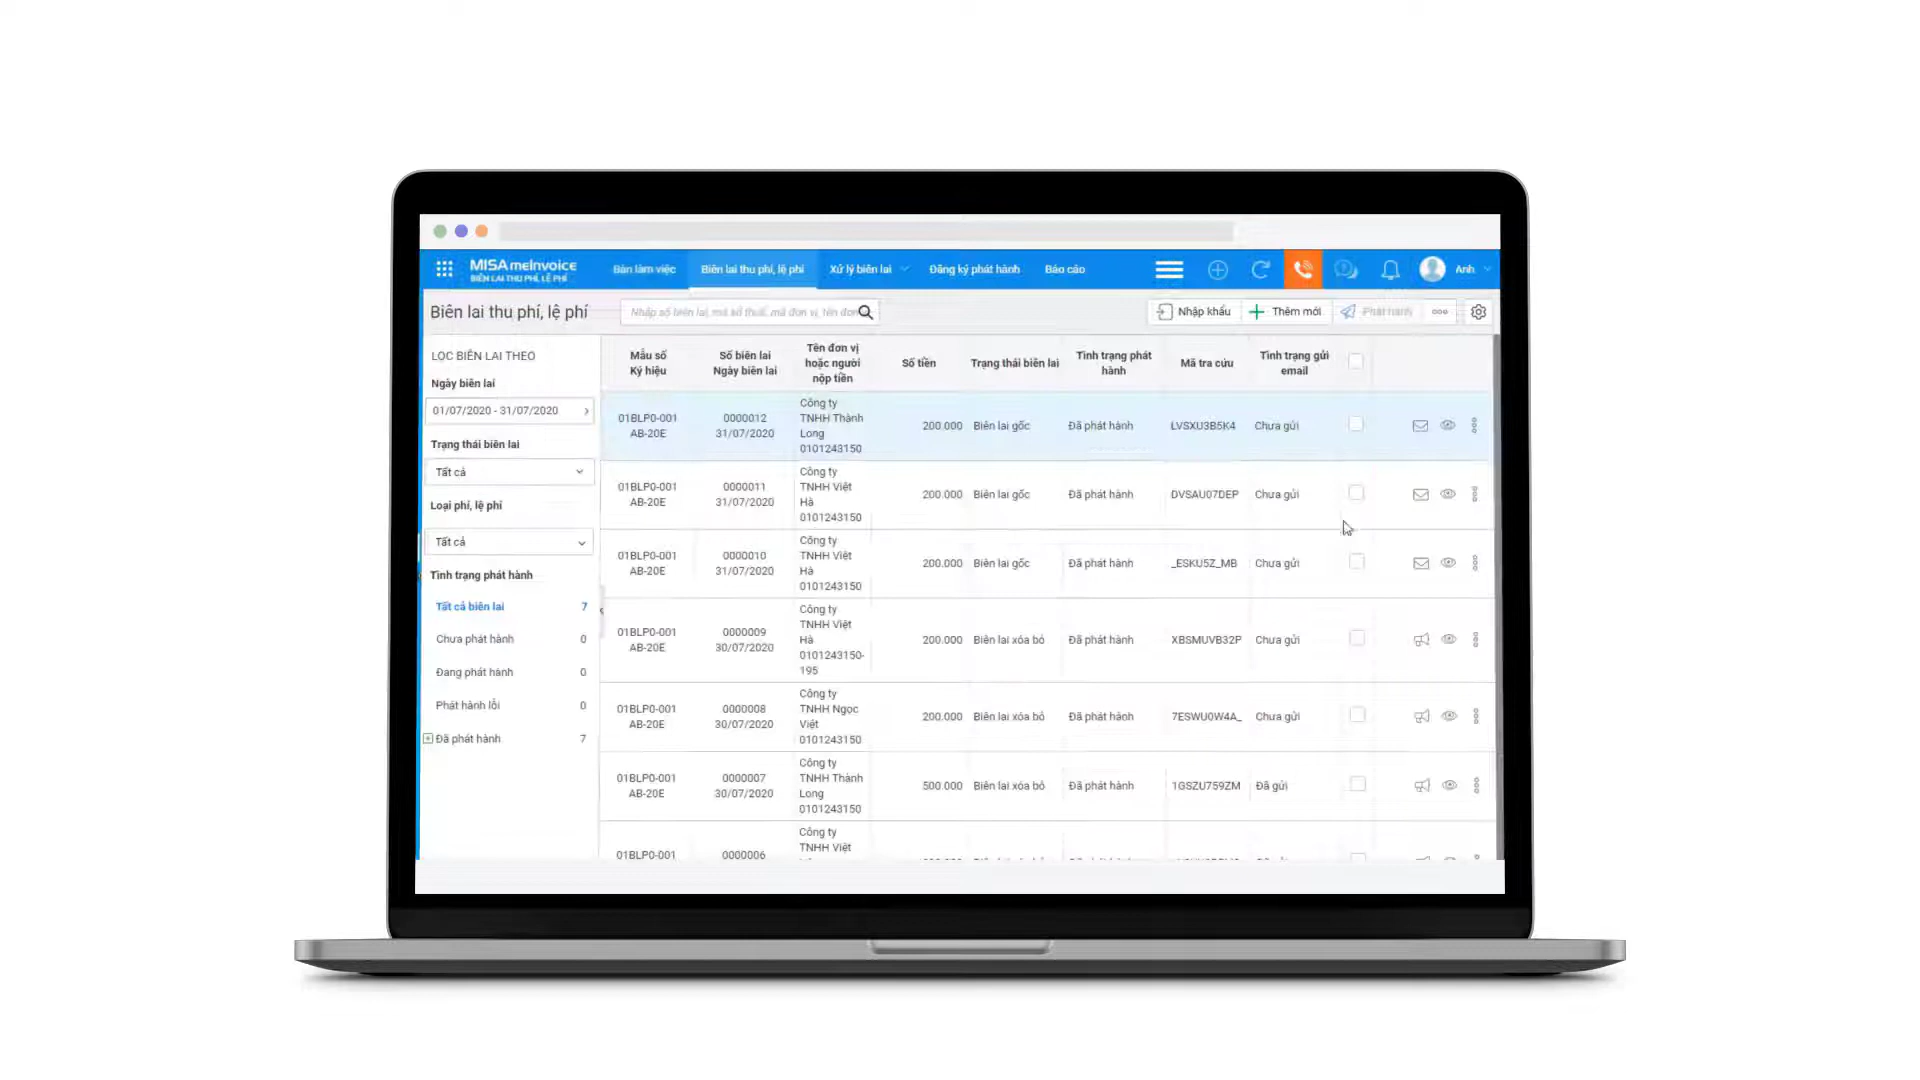 MISA meInvoice
BIÊN LAI THU PHÍ, LỆ PHÍ
Bàn làm việc
Biên lai thu phí, lệ phí
Xử lý biên lai
Đăng ký phát hành
Báo cáo
Anh
Biên lai thu phí, lệ phí
Nhập số biên lai, mã số thuế, mã đơn vị, tên đơn
Nhập khẩu
Thêm mới
Phát hành
LỌC BIÊN LAI THEO
Ngày biên lai
01/07/2020 - 31/07/2020
Trạng thái biên lai
Tất cả
Loại phí, lệ phí
Tất cả
Tình trạng phát hành
Tất cả biên lai 7
Chưa phát hành 0
Đang phát hành 0
Phát hành lỗi 0
Đã phát hành 7
Mẫu số
Ký hiệu
Số biên lai
Ngày biên lai
Tên đơn vị
hoặc người
nộp tiền
Số tiền
Trạng thái biên lai
Tình trạng phát
hành
Mã tra cứu
Tình trạng gửi
email
01BLP0-001
AB-20E
0000012
31/07/2020
Công ty
TNHH Thành
Long
0101243150
200.000
Biên lai gốc
Đã phát hành
LVSXU3B5K4
Chưa gửi
01BLP0-001
AB-20E
0000011
31/07/2020
Công ty
TNHH Việt
Hà
0101243150
200.000
Biên lai gốc
Đã phát hành
DVSAU07DEP
Chưa gửi
01BLP0-001
AB-20E
0000010
31/07/2020
Công ty
TNHH Việt
Hà
0101243150
200.000
Biên lai gốc
Đã phát hành
_ESKU5Z_MB
Chưa gửi
01BLP0-001
AB-20E
0000009
30/07/2020
Công ty
TNHH Việt
Hà
0101243150-
195
200.000
Biên lai xóa bỏ
Đã phát hành
XBSMUVB32P
Chưa gửi
01BLP0-001
AB-20E
0000008
30/07/2020
Công ty
TNHH Ngọc
Việt
0101243150
200.000
Biên lai xóa bỏ
Đã phát hành
7ESWU0W4A_
Chưa gửi
01BLP0-001
AB-20E
0000007
30/07/2020
Công ty
TNHH Thành
Long
0101243150
500.000
Biên lai xóa bỏ
Đã phát hành
1GSZU759ZM
Đã gửi
01BLP0-001
0000006
Công ty
TNHH Việt